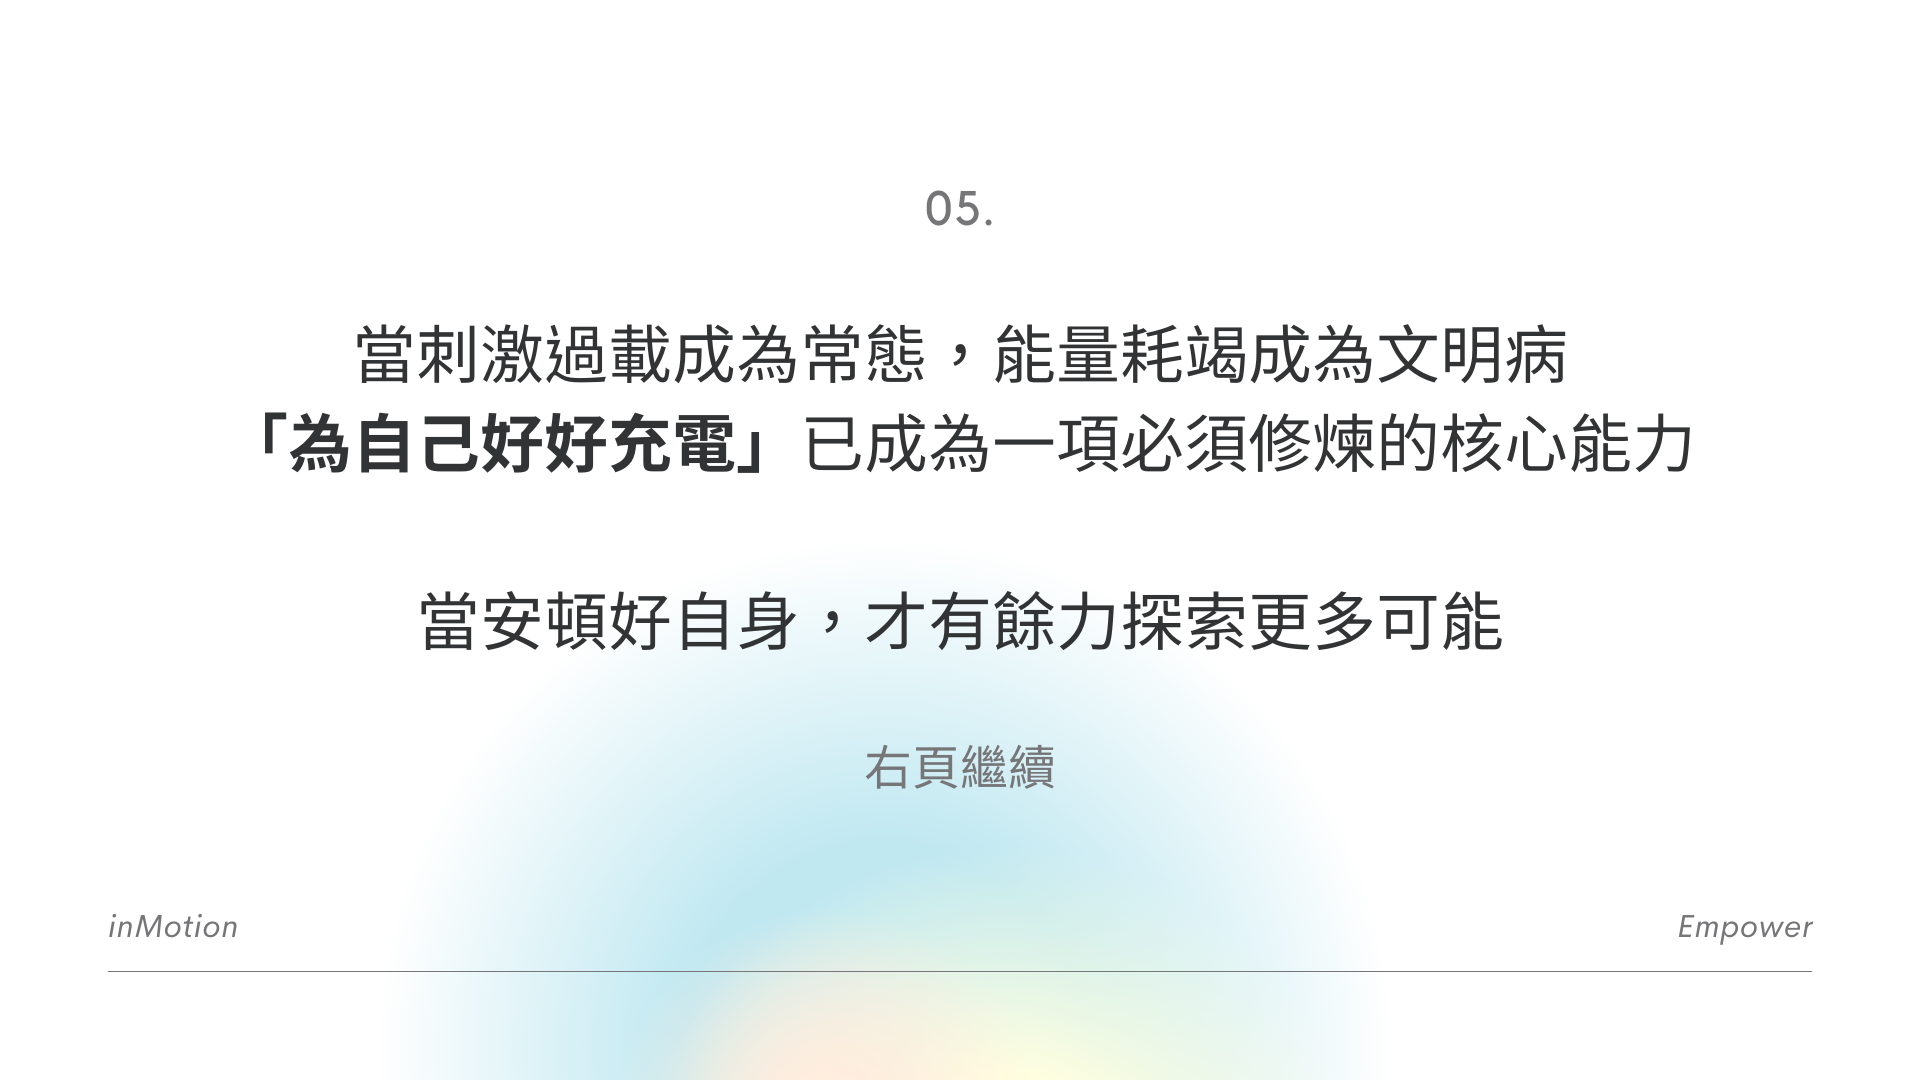 05.
當刺激過載成為常態，能量耗竭成為文明病
「為自己好好充電」已成為一項必須修煉的核心能力
當安頓好自身，才有餘力探索更多可能
右頁繼續
inMotion
Empower